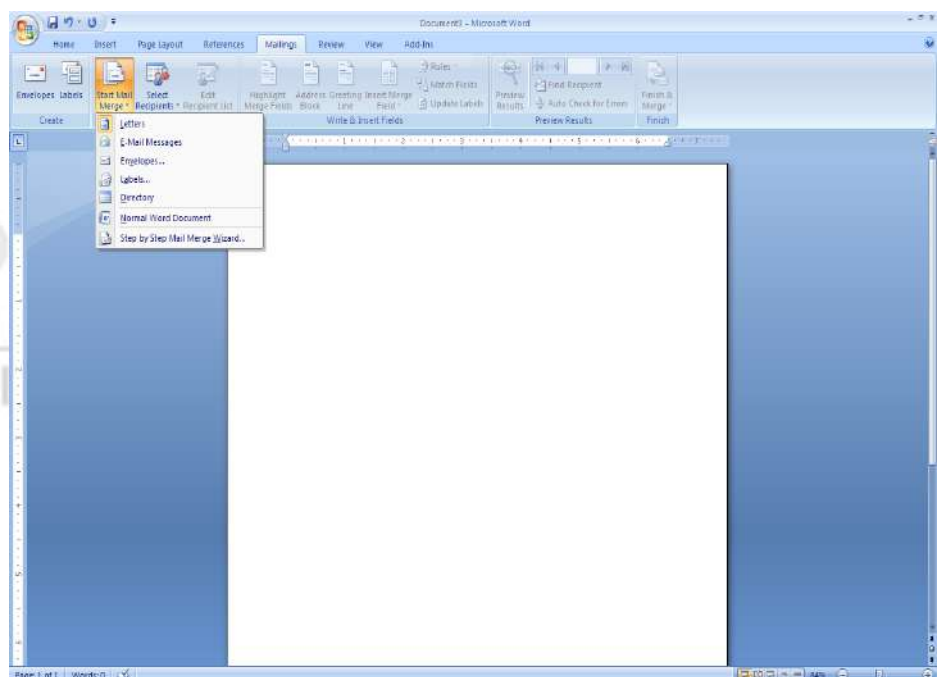 Document3 - Microsoft Word
Home Insert Page Layout References Mailings Review View Add-Ins
Envelopes Labels Start Mail Merge Select Recipients Edit Recipient List Highlight Merge Fields Address Block Greeting Line Insert Merge Field Rules Match Fields Update Labels Preview Results Find Recipient Auto Check for Errors Finish & Merge
Create Write & Insert Fields Preview Results Finish
Letters
E-Mail Messages
Envelopes...
Labels...
Directory
Normal Word Document
Step by Step Mail Merge Wizard...
Page: 1 of 1 Words: 0